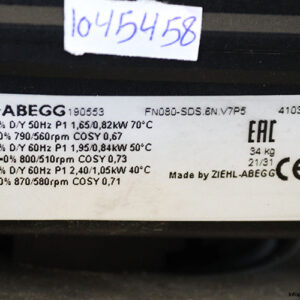 1045458
-ABEGG 190553 FN080-SDS.6N.V7P5 4103
% D/Y 50Hz P1 1,65/0,82kW 70°C
0% 790/560rpm COSY 0,67
% D/Y 60Hz P1 1,95/0,84kW 50°C
-0% 800/510rpm COSY 0,73
% D/Y 60Hz P1 2,40/1,05kW 40°C
0% 870/580rpm COSY 0,71
EAC
34 kg
21/31
Made by ZIEHL-ABEGG CE